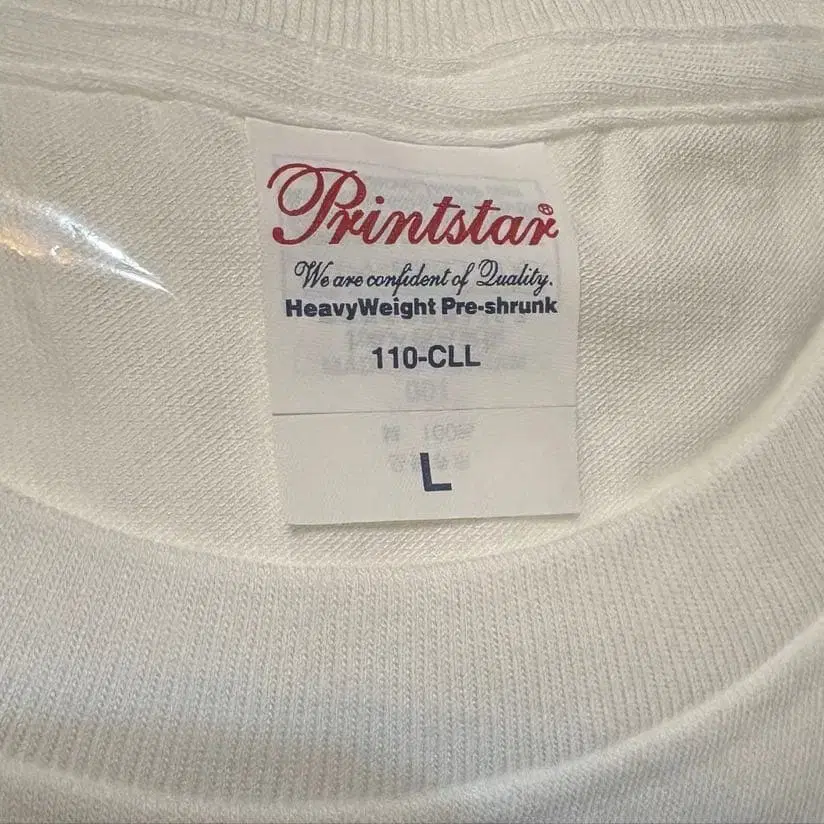 Printstar®
We are confident of Quality.
HeavyWeight Pre-shrunk
110-CLL
L